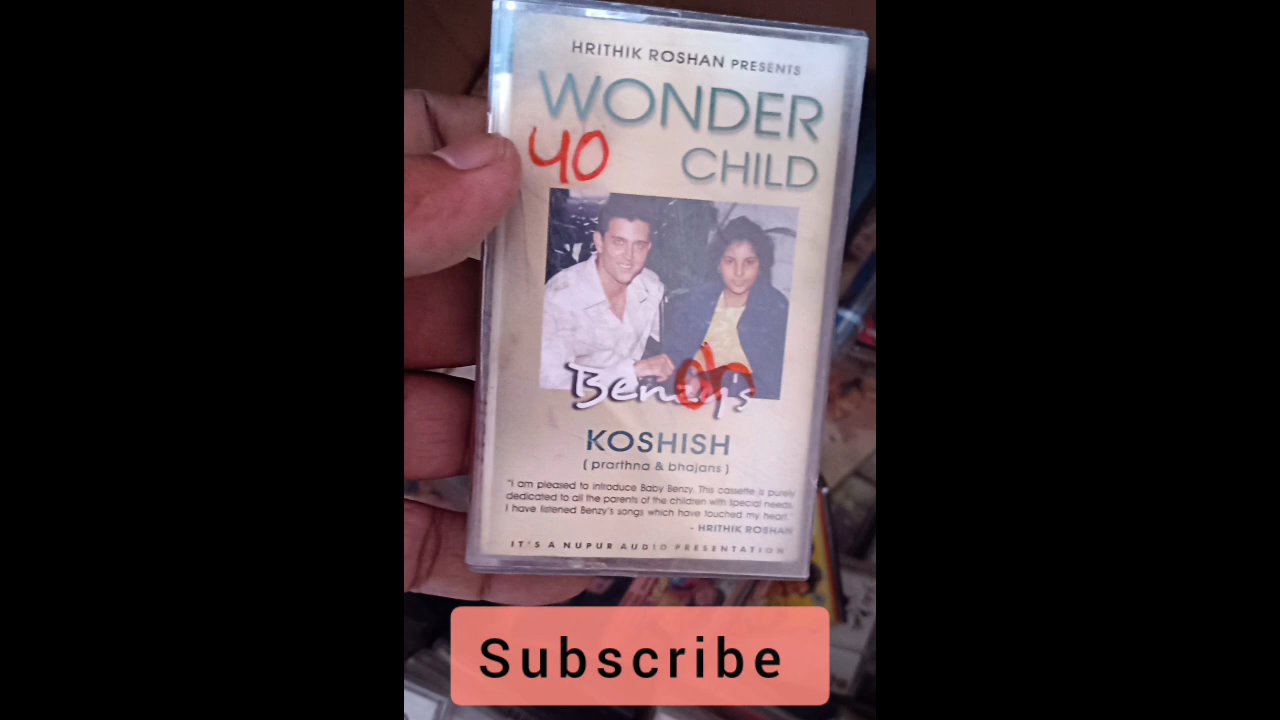 HRITHIK ROSHAN PRESENTS
WONDER
40
CHILD
Benzy's
KOSHISH
( prarthna & bhajans )
"I am pleased to introduce Baby Benzy. This cassette is purely
dedicated to all the parents of the children with special needs.
I have listened Benzy's songs which have touched my heart."
- HRITHIK ROSHAN
IT'S A NUPUR AUDIO PRESENTATION
Subscribe